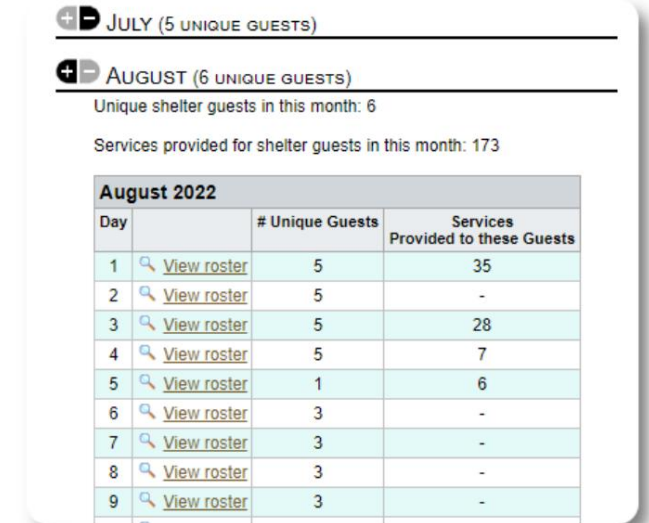 JULY (5 UNIQUE GUESTS)
AUGUST (6 UNIQUE GUESTS)
Unique shelter guests in this month: 6
Services provided for shelter guests in this month: 173
August 2022
Day # Unique Guests Services Provided to these Guests
1 View roster 5 35
2 View roster 5 -
3 View roster 5 28
4 View roster 5 7
5 View roster 1 6
6 View roster 3 -
7 View roster 3 -
8 View roster 3 -
9 View roster 3 -